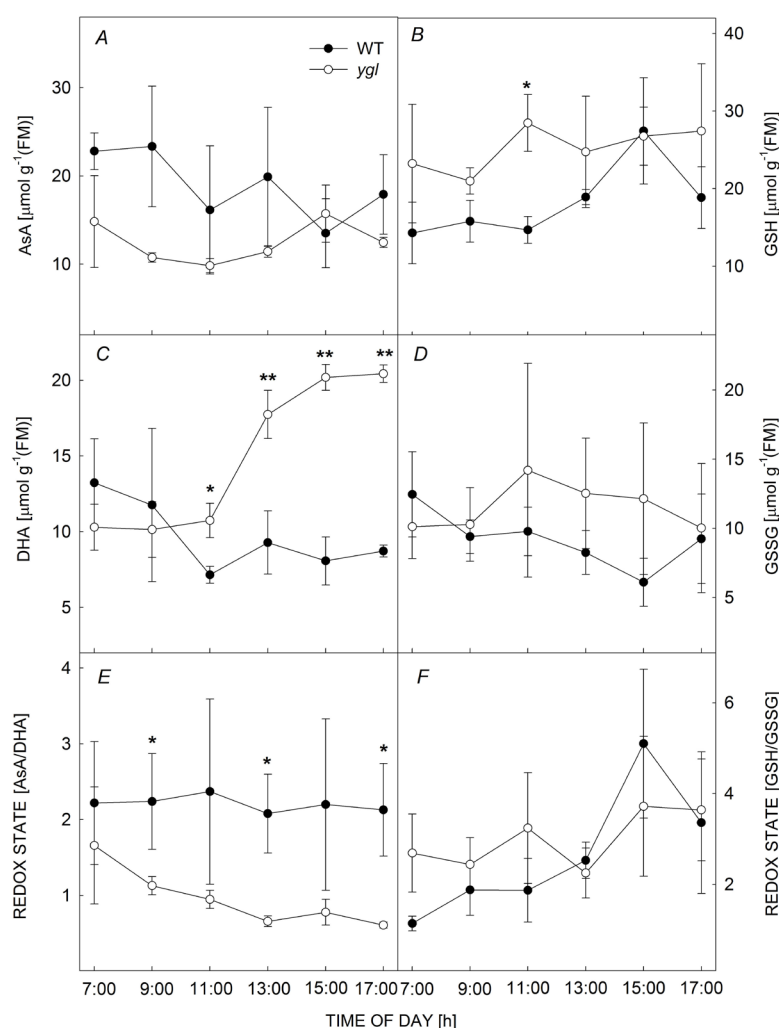 A
WT
ygl
AsA [μmol g⁻¹(FM)]
30
20
10
B
*
GSH [μmol g⁻¹(FM)]
40
30
20
10
C
* ** ** **
DHA [μmol g⁻¹(FM)]
20
15
10
5
D
GSSG [μmol g⁻¹(FM)]
20
15
10
5
E
* * *
REDOX STATE [AsA/DHA]
4
3
2
1
F
REDOX STATE [GSH/GSSG]
6
4
2
7:00 9:00 11:00 13:00 15:00 17:00 7:00 9:00 11:00 13:00 15:00 17:00
TIME OF DAY [h]